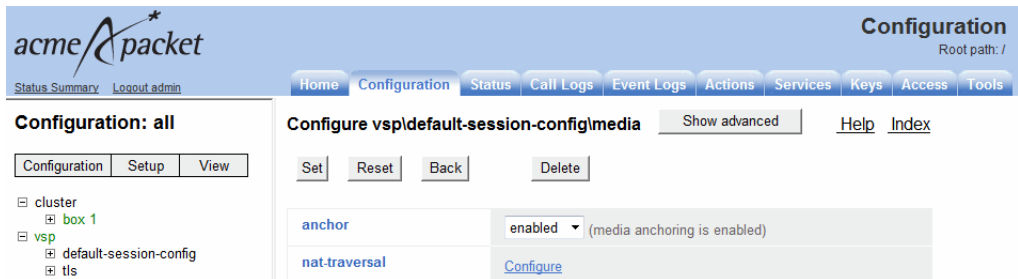 acme packet
Configuration
Root path: /
Status Summary Logout admin
Home Configuration Status Call Logs Event Logs Actions Services Keys Access Tools
Configuration: all
Configure vsp\default-session-config\media Show advanced Help Index
Configuration Setup View
Set Reset Back Delete
cluster
box 1
vsp
default-session-config
tls
anchor enabled (media anchoring is enabled)
nat-traversal Configure